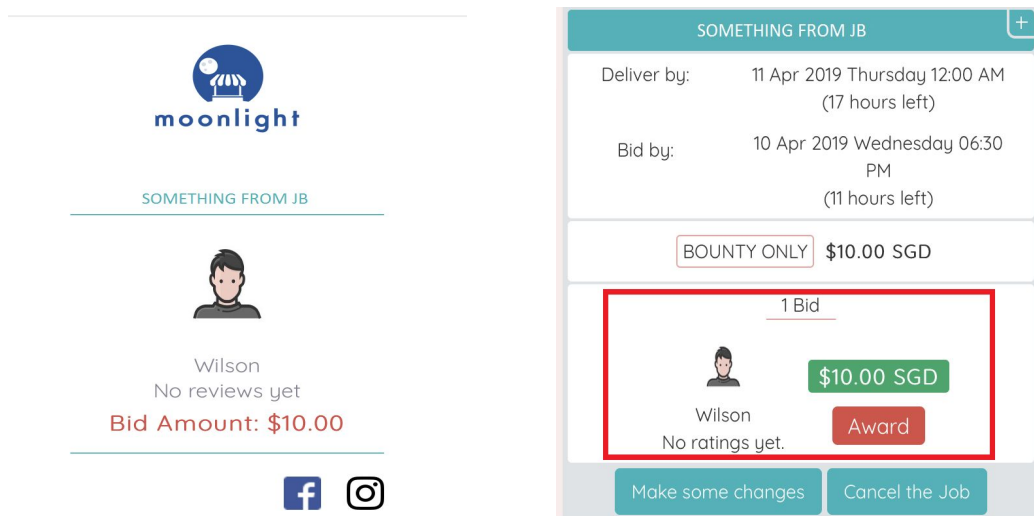 moonlight
SOMETHING FROM JB
Wilson
No reviews yet
Bid Amount: $10.00
SOMETHING FROM JB
+
Deliver by: 11 Apr 2019 Thursday 12:00 AM
(17 hours left)
Bid by: 10 Apr 2019 Wednesday 06:30
PM
(11 hours left)
BOUNTY ONLY $10.00 SGD
1 Bid
$10.00 SGD
Wilson
Award
No ratings yet.
Make some changes Cancel the Job